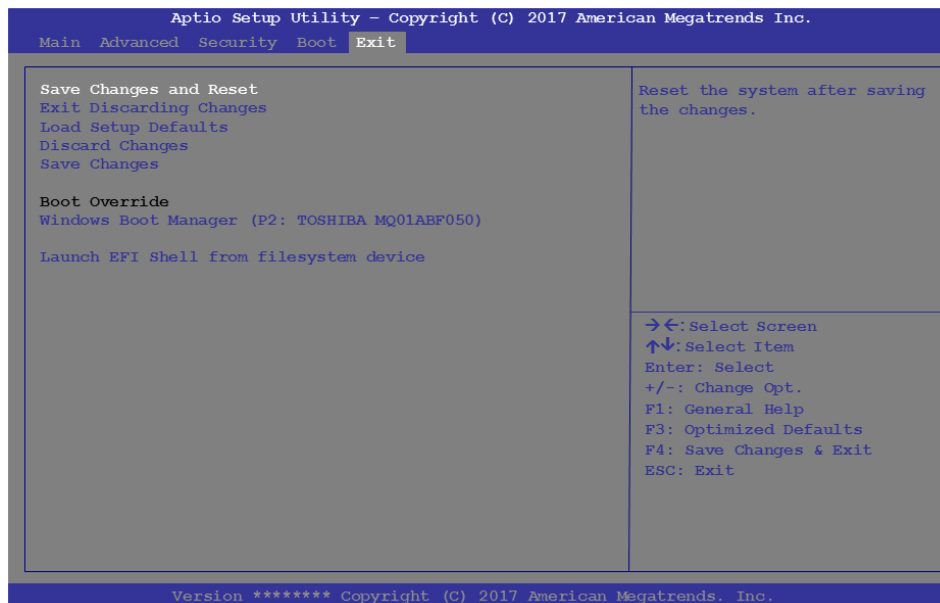 Aptio Setup Utility – Copyright (C) 2017 American Megatrends Inc.
Main Advanced Security Boot Exit
Save Changes and Reset
Exit Discarding Changes
Load Setup Defaults
Discard Changes
Save Changes
Boot Override
Windows Boot Manager (P2: TOSHIBA MQ01ABF050)
Launch EFI Shell from filesystem device
Reset the system after saving
the changes.
→←: Select Screen
↑↓: Select Item
Enter: Select
+/-: Change Opt.
F1: General Help
F3: Optimized Defaults
F4: Save Changes & Exit
ESC: Exit
Version ******** Copyright (C) 2017 American Megatrends. Inc.